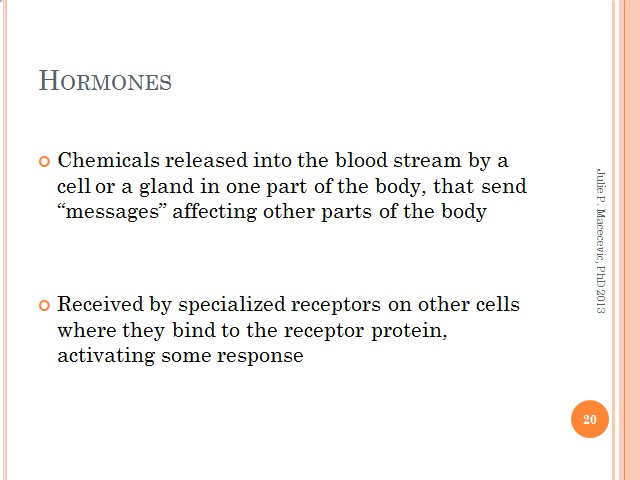 HORMONES
Chemicals released into the blood stream by a
cell or a gland in one part of the body, that send
“messages” affecting other parts of the body
Received by specialized receptors on other cells
where they bind to the receptor protein,
activating some response
Julie P. Macecevic, PhD 2013
20